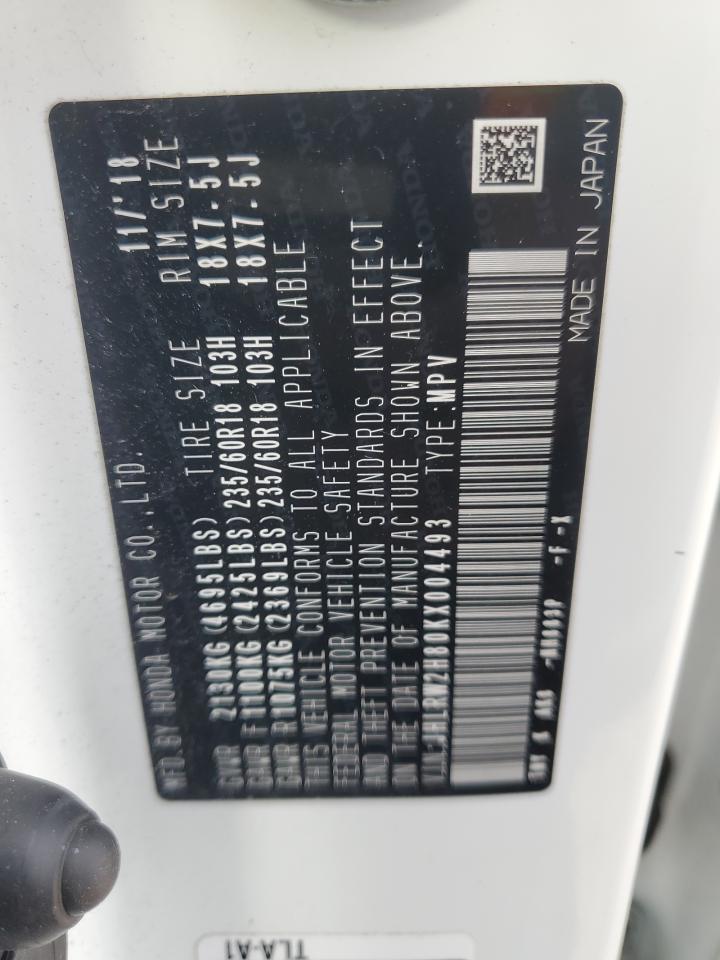 MFD.BY HONDA MOTOR CO.,LTD. 11/'18
GVWR 2130KG(4695LBS) TIRE SIZE RIM SIZE
GAWR F 1100KG(2425LBS)235/60R18 103H 18X7.5J
GAWR R 1075KG(2369LBS)235/60R18 103H 18X7.5J
THIS VEHICLE CONFORMS TO ALL APPLICABLE
FEDERAL MOTOR VEHICLE SAFETY
AND THEFT PREVENTION STANDARDS IN EFFECT
ON THE DATE OF MANUFACTURE SHOWN ABOVE.
VIN:JHLRW2H80KX004493 TYPE:MPV
-F-X
MADE IN JAPAN
TLA-A1